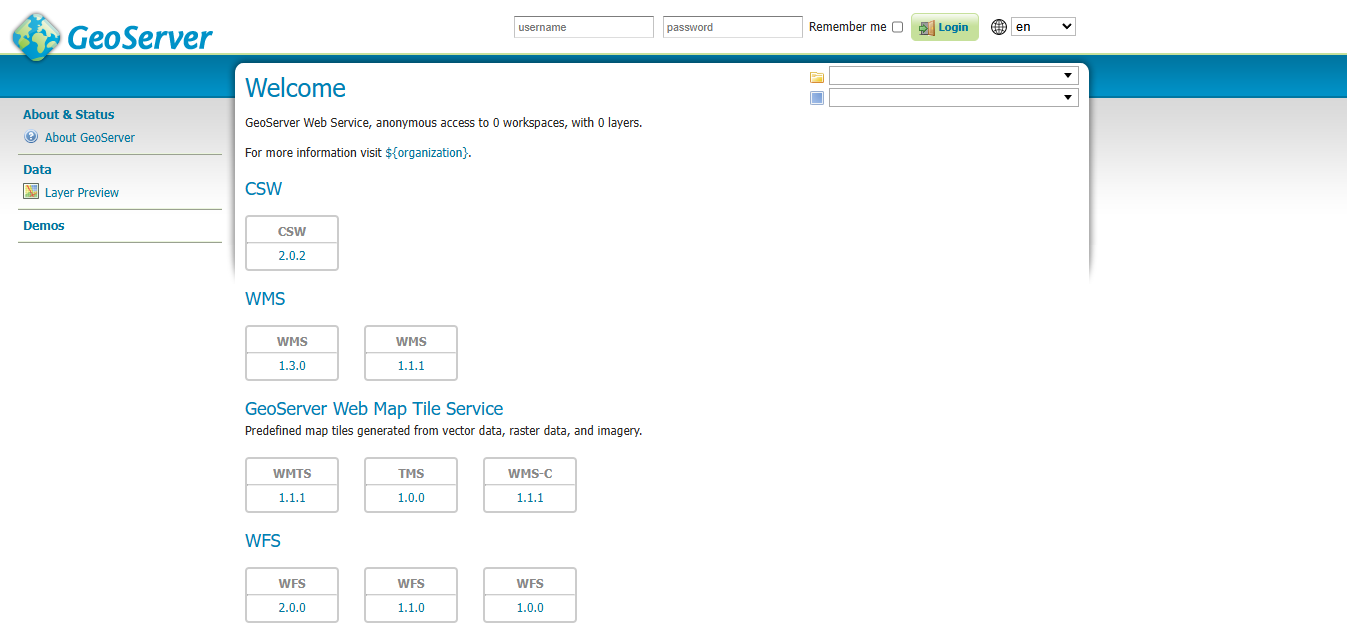 GeoServer
username password Remember me Login en
Welcome
GeoServer Web Service, anonymous access to 0 workspaces, with 0 layers.
For more information visit ${organization}.
About & Status
About GeoServer
Data
Layer Preview
Demos
CSW
CSW
2.0.2
WMS
WMS WMS
1.3.0 1.1.1
GeoServer Web Map Tile Service
Predefined map tiles generated from vector data, raster data, and imagery.
WMTS TMS WMS-C
1.1.1 1.0.0 1.1.1
WFS
WFS WFS WFS
2.0.0 1.1.0 1.0.0